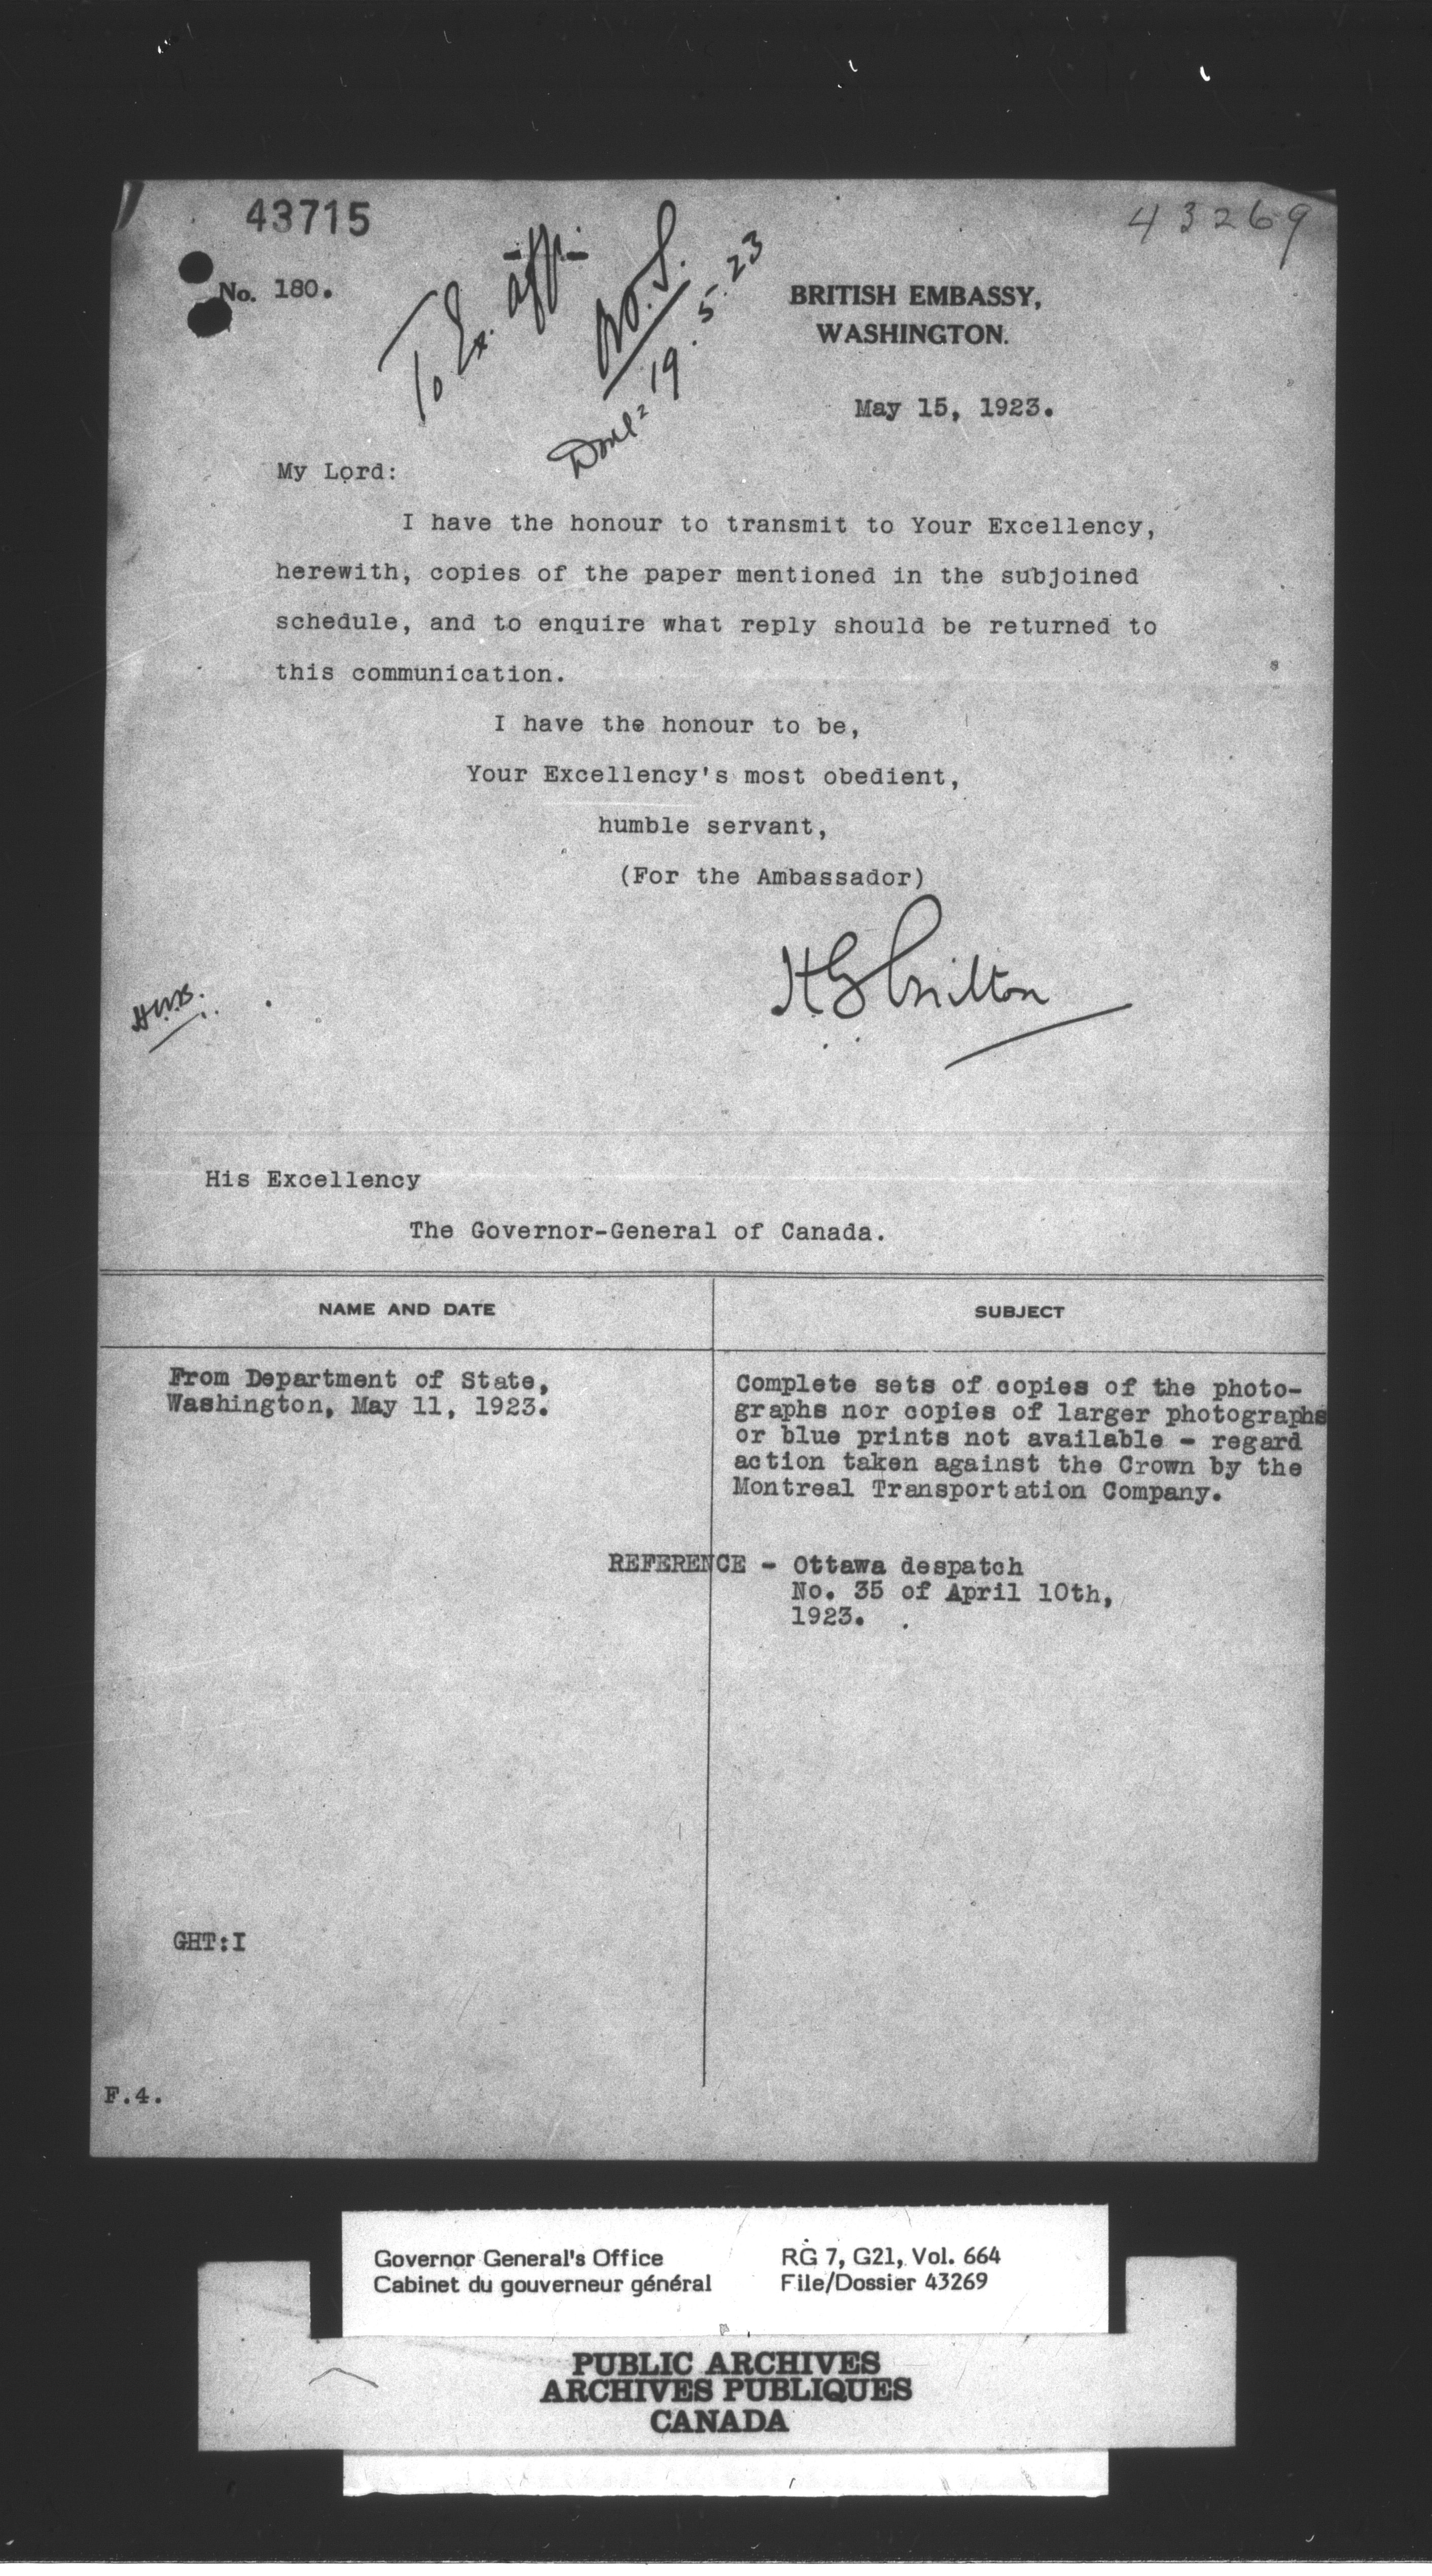 43715
43269
No. 180.
To Ex. aff.
19.5.23
BRITISH EMBASSY,
WASHINGTON.
May 15, 1923.
My Lord:
I have the honour to transmit to Your Excellency,
herewith, copies of the paper mentioned in the subjoined
schedule, and to enquire what reply should be returned to
this communication.
I have the honour to be,
Your Excellency's most obedient,
humble servant,
(For the Ambassador)
His Excellency
The Governor-General of Canada.
NAME AND DATE
SUBJECT
From Department of State,
Washington, May 11, 1923.
Complete sets of copies of the photo-
graphs nor copies of larger photographs
or blue prints not available - regard
action taken against the Crown by the
Montreal Transportation Company.
REFERENCE - Ottawa despatch
No. 35 of April 10th,
1923.
GHT:I
F.4.
Governor General's Office
Cabinet du gouverneur général
RG 7, G21, Vol. 664
File/Dossier 43269
PUBLIC ARCHIVES
ARCHIVES PUBLIQUES
CANADA